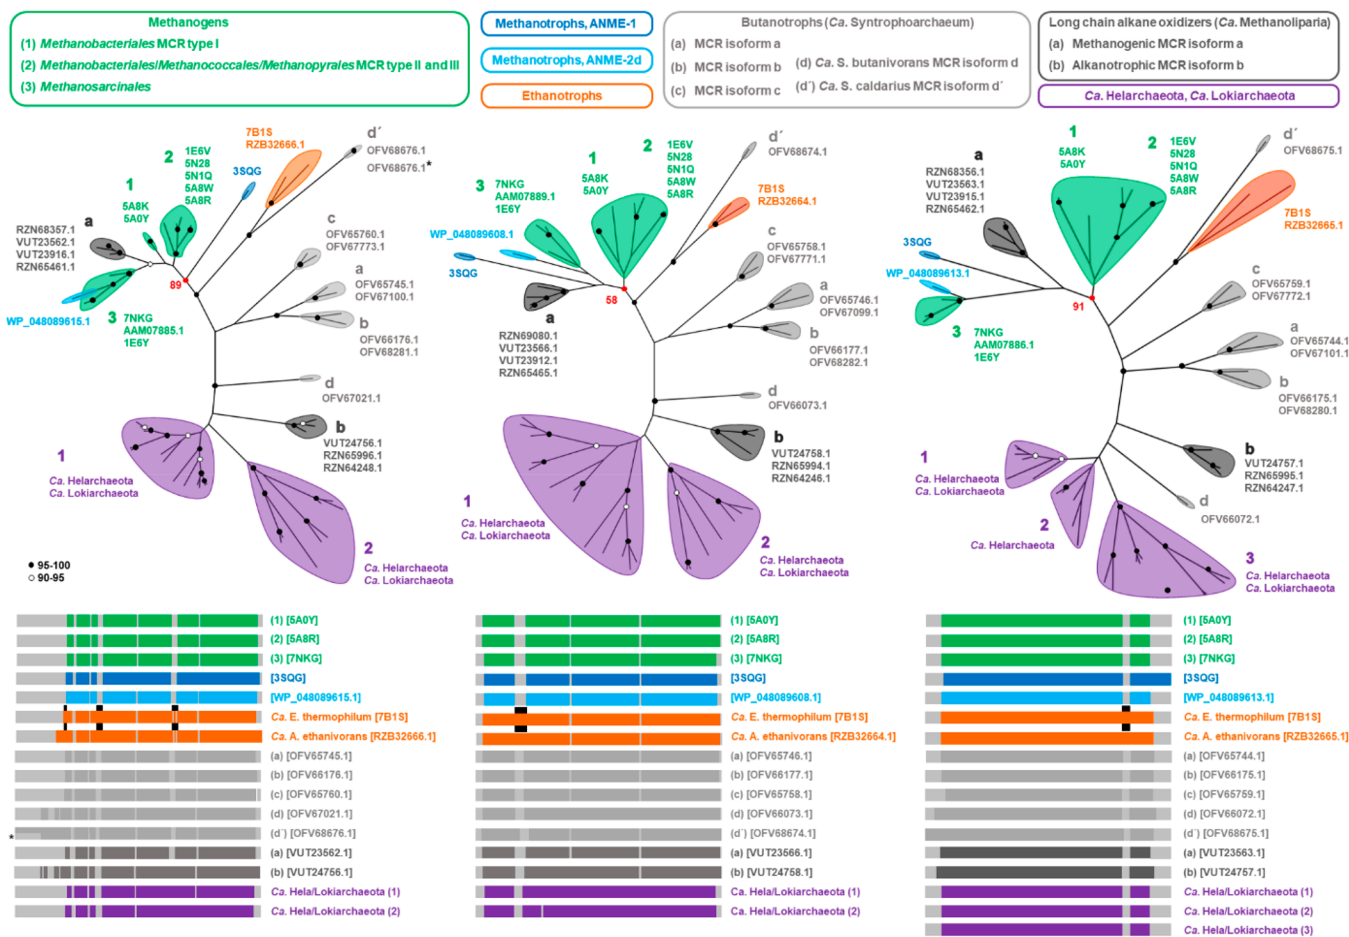 Methanogens
(1) Methanobacteriales MCR type I
(2) Methanobacteriales/Methanococcales/Methanopyrales MCR type II and III
(3) Methanosarcinales
Methanotrophs, ANME-1
Methanotrophs, ANME-2d
Ethanotrophs
Butanotrophs (Ca. Syntrophoarchaeum)
(a) MCR isoform a
(b) MCR isoform b
(c) MCR isoform c
(d) Ca. S. butanivorans MCR isoform d
(d´) Ca. S. caldarius MCR isoform d´
Long chain alkane oxidizers (Ca. Methanoliparia)
(a) Methanogenic MCR isoform a
(b) Alkanotrophic MCR isoform b
Ca. Helarchaeota, Ca. Lokiarchaeota
7B1S
RZB32666.1
d´
OFV68676.1
OFV68676.1*
3SQG
2
1E6V
5N28
5N1Q
5A8W
5A8R
1
5A8K
5A0Y
a
RZN68357.1
VUT23562.1
VUT23916.1
RZN65461.1
WP_048089615.1
3
7NKG
AAM07885.1
1E6Y
89
c
OFV65760.1
OFV67773.1
a
OFV65745.1
OFV67100.1
b
OFV66176.1
OFV68281.1
d
OFV67021.1
b
VUT24756.1
RZN65996.1
RZN64248.1
1
Ca. Helarchaeota
Ca. Lokiarchaeota
2
Ca. Helarchaeota
Ca. Lokiarchaeota
95-100
90-95
3
7NKG
AAM07889.1
1E6Y
1
5A8K
5A0Y
2
1E6V
5N28
5N1Q
5A8W
5A8R
d´
OFV68674.1
7B1S
RZB32664.1
WP_048089608.1
3SQG
58
a
RZN69080.1
VUT23566.1
VUT23912.1
RZN65465.1
c
OFV65758.1
OFV67771.1
a
OFV65746.1
OFV67099.1
b
OFV66177.1
OFV68282.1
d
OFV66073.1
b
VUT24758.1
RZN65994.1
RZN64246.1
1
Ca. Helarchaeota
Ca. Lokiarchaeota
2
Ca. Helarchaeota
Ca. Lokiarchaeota
a
RZN68356.1
VUT23563.1
VUT23915.1
RZN65462.1
1
5A8K
5A0Y
2
1E6V
5N28
5N1Q
5A8W
5A8R
d´
OFV68675.1
7B1S
RZB32665.1
3SQG
WP_048089613.1
3
7NKG
AAM07886.1
1E6Y
91
c
OFV65759.1
OFV67772.1
a
OFV65744.1
OFV67101.1
b
OFV66175.1
OFV68280.1
b
VUT24757.1
RZN65995.1
RZN64247.1
d
OFV66072.1
1
Ca. Helarchaeota
Ca. Lokiarchaeota
2
Ca. Helarchaeota
3
Ca. Helarchaeota
Ca. Lokiarchaeota
(1) [5A0Y]
(2) [5A8R]
(3) [7NKG]
[3SQG]
[WP_048089615.1]
Ca. E. thermophilum [7B1S]
Ca. A. ethanivorans [RZB32666.1]
(a) [OFV65745.1]
(b) [OFV66176.1]
(c) [OFV65760.1]
(d) [OFV67021.1]
* (d´) [OFV68676.1]
(a) [VUT23562.1]
(b) [VUT24756.1]
Ca. Hela/Lokiarchaeota (1)
Ca. Hela/Lokiarchaeota (2)
(1) [5A0Y]
(2) [5A8R]
(3) [7NKG]
[3SQG]
[WP_048089608.1]
Ca. E. thermophilum [7B1S]
Ca. A. ethanivorans [RZB32664.1]
(a) [OFV65746.1]
(b) [OFV66177.1]
(c) [OFV65758.1]
(d) [OFV66073.1]
(d´) [OFV68674.1]
(a) [VUT23566.1]
(b) [VUT24758.1]
Ca. Hela/Lokiarchaeota (1)
Ca. Hela/Lokiarchaeota (2)
(1) [5A0Y]
(2) [5A8R]
(3) [7NKG]
[3SQG]
[WP_048089613.1]
Ca. E. thermophilum [7B1S]
Ca. A. ethanivorans [RZB32665.1]
(a) [OFV65744.1]
(b) [OFV66175.1]
(c) [OFV65759.1]
(d) [OFV66072.1]
(d´) [OFV68675.1]
(a) [VUT23563.1]
(b) [VUT24757.1]
Ca. Hela/Lokiarchaeota (1)
Ca. Hela/Lokiarchaeota (2)
Ca. Hela/Lokiarchaeota (3)